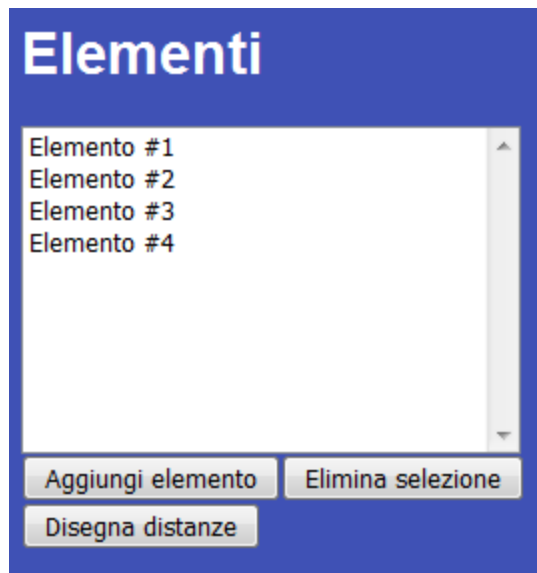 Elementi
Elemento #1
Elemento #2
Elemento #3
Elemento #4
Aggiungi elemento Elimina selezione
Disegna distanze